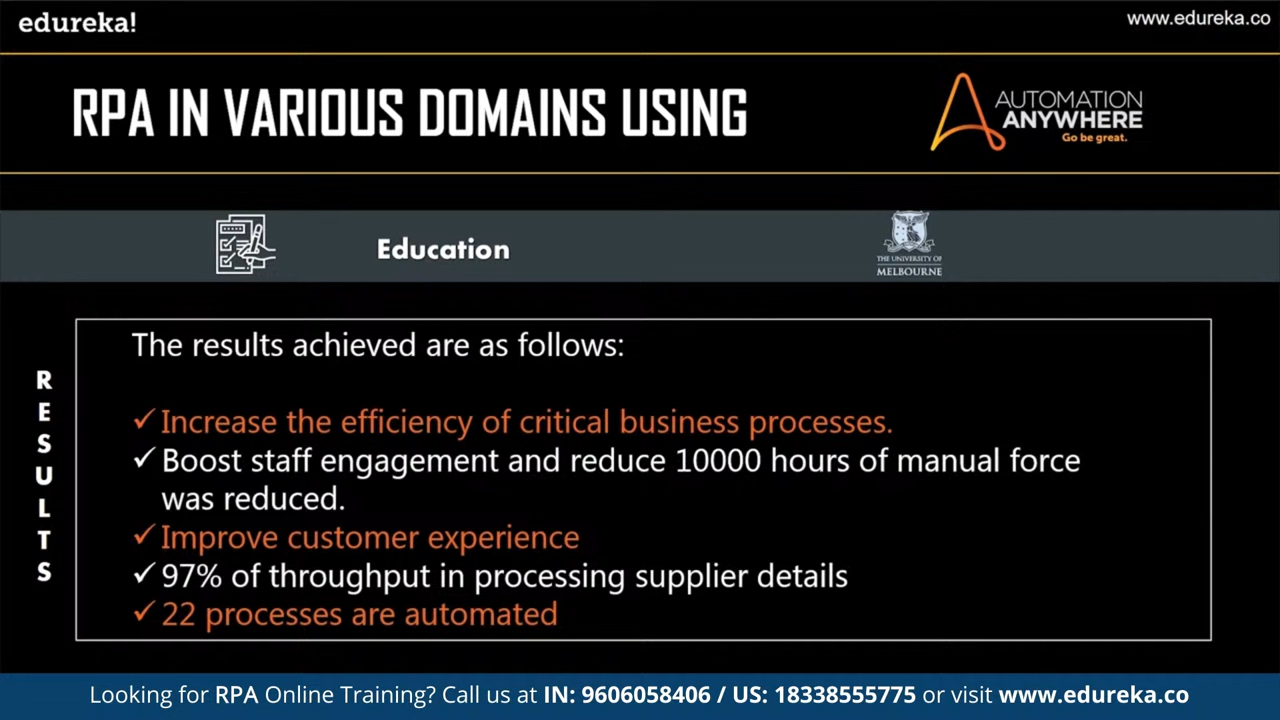 edureka!
www.edureka.co
RPA IN VARIOUS DOMAINS USING
AUTOMATION
ANYWHERE
Go be great.
Education
THE UNIVERSITY OF
MELBOURNE
RESULTS
The results achieved are as follows:
✓Increase the efficiency of critical business processes.
✓Boost staff engagement and reduce 10000 hours of manual force
was reduced.
✓Improve customer experience
✓97% of throughput in processing supplier details
✓22 processes are automated
Looking for RPA Online Training? Call us at IN: 9606058406 / US: 18338555775 or visit www.edureka.co